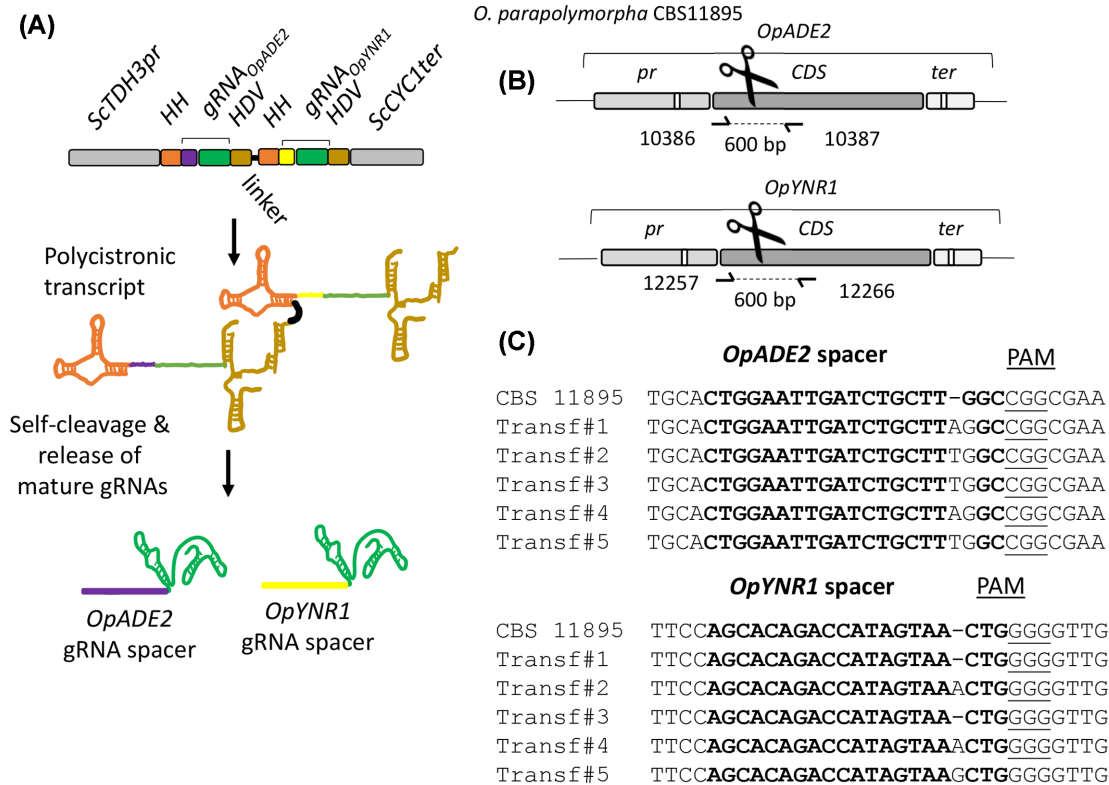 (A)
ScTDH3pr
HH
gRNA OpADE2
HDV
HH
gRNA OpYNR1
HDV
ScCYC1ter
linker
Polycistronic
transcript
Self-cleavage &
release of
mature gRNAs
OpADE2
gRNA spacer
OpYNR1
gRNA spacer
O. parapolymorpha CBS11895
(B)
OpADE2
pr CDS ter
10386 600 bp 10387
OpYNR1
pr CDS ter
12257 600 bp 12266
(C)
OpADE2 spacer PAM
CBS 11895 TGCACTGGAATTGATCTGCTT-GGCCGGCGAA
Transf#1 TGCACTGGAATTGATCTGCTTAGGCCGGCGAA
Transf#2 TGCACTGGAATTGATCTGCTTTGGCCGGCGAA
Transf#3 TGCACTGGAATTGATCTGCTTTGGCCGGCGAA
Transf#4 TGCACTGGAATTGATCTGCTTAGGCCGGCGAA
Transf#5 TGCACTGGAATTGATCTGCTTTGGCCGGCGAA
OpYNR1 spacer PAM
CBS 11895 TTCCAGCACAGACCATAGTAA-CTGGGGGTTG
Transf#1 TTCCAGCACAGACCATAGTAA-CTGGGGGTTG
Transf#2 TTCCAGCACAGACCATAGTAAACTGGGGGTTG
Transf#3 TTCCAGCACAGACCATAGTAA-CTGGGGGTTG
Transf#4 TTCCAGCACAGACCATAGTAAACTGGGGGTTG
Transf#5 TTCCAGCACAGACCATAGTAAGCTGGGGGTTG